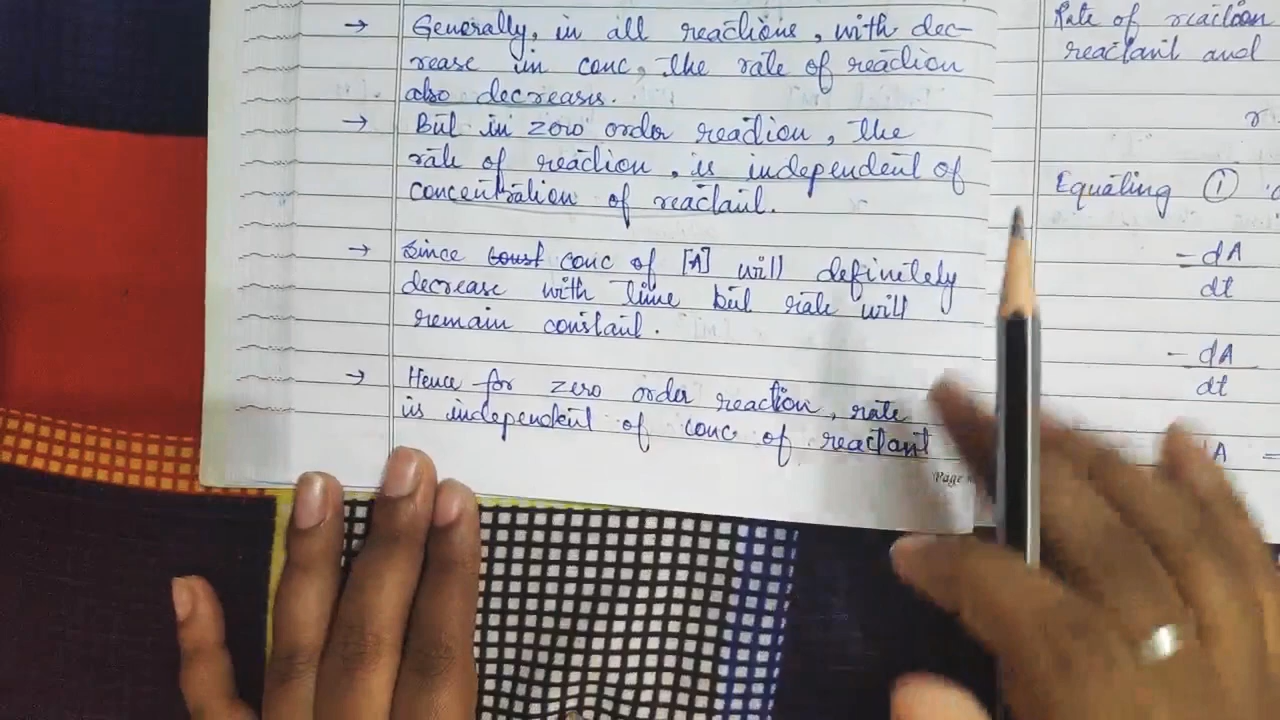 → Generally, in all reactions, with dec-
rease in conc, the rate of reaction
also decreases.
→ But in zero order reaction, the
rate of reaction, is independent of
concentration of reactant.
→ Since const conc of [A] will definetely
decrease with time but rate will
remain constant.
→ Hence for zero order reaction, rate
is independent of conc of reactant
Page
Rate of reaction
reactant and
r
Equating ①
- dA
dt
- dA
dt
dA =